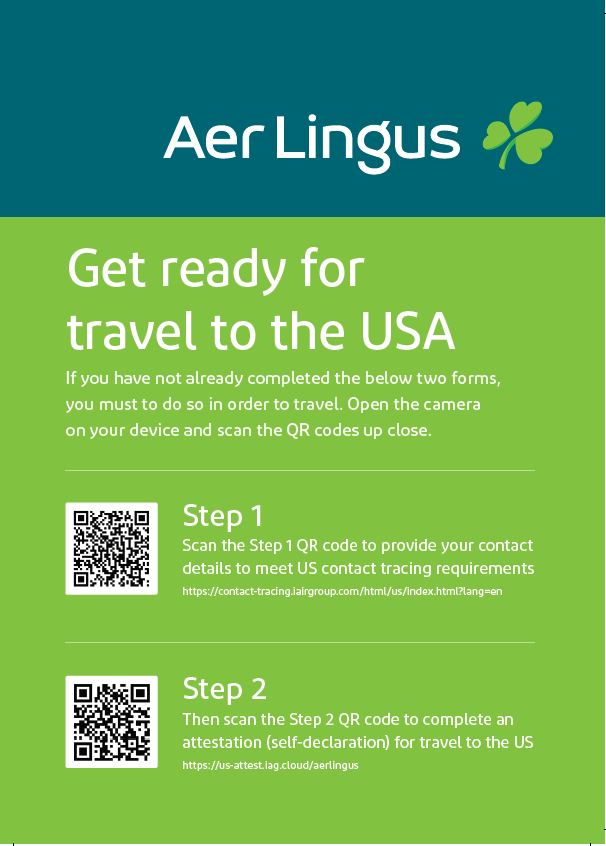 Aer Lingus
Get ready for
travel to the USA
If you have not already completed the below two forms,
you must to do so in order to travel. Open the camera
on your device and scan the QR codes up close.
Step 1
Scan the Step 1 QR code to provide your contact
details to meet US contact tracing requirements
https://contact-tracing.iairgroup.com/html/us/index.html?lang=en
Step 2
Then scan the Step 2 QR code to complete an
attestation (self-declaration) for travel to the US
https://us-attest.iag.cloud/aerlingus